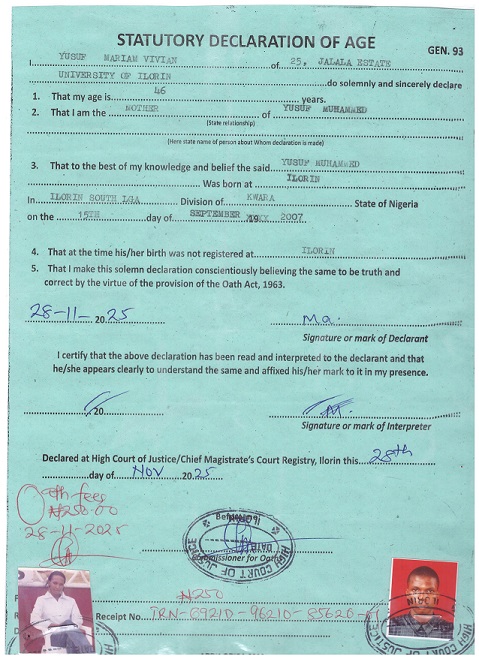 STATUTORY DECLARATION OF AGE
GEN. 93
I YUSUF MARIAM VIVIAN of 25, JALALA ESTATE
UNIVERSITY OF ILORIN do solemnly and sincerely declare
1. That my age is 46 years.
2. That I am the MOTHER of YUSUF MUHAMMED
(State relationship)
(Here state name of person about Whom declaration is made)
3. That to the best of my knowledge and belief the said YUSUF MUHAMMED
Was born at ILORIN
In ILORIN SOUTH LGA Division of KWARA State of Nigeria
on the 15TH day of SEPTEMBER 2007
4. That at the time his/her birth was not registered at ILORIN
5. That I make this solemn declaration conscientiously believing the same to be truth and
correct by the virtue of the provision of the Oath Act, 1963.
28-11- 20 25 Ma.
Signature or mark of Declarant
I certify that the above declaration has been read and interpreted to the declarant and that
he/she appears clearly to understand the same and affixed his/her mark to it in my presence.
20
Signature or mark of Interpreter
Declared at High Court of Justice/Chief Magistrate's Court Registry, Ilorin this 28th
day of NOV 20 25
Oath fees
₦250.00
28-11-2025
Before me
HIGH COURT OF JUSTICE
Commissioner for Oath
₦250
Receipt No.